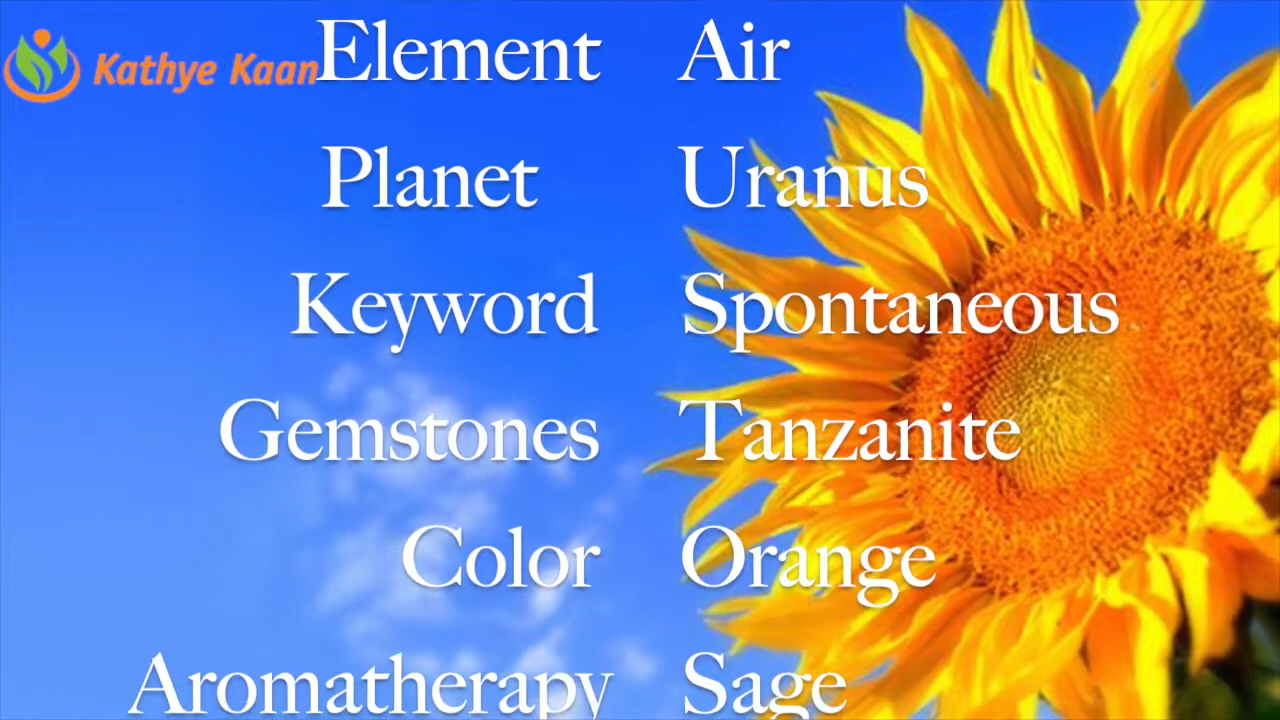 Kathye Kaan
Element Air
Planet Uranus
Keyword Spontaneous
Gemstones Tanzanite
Color Orange
Aromatherapy Sage